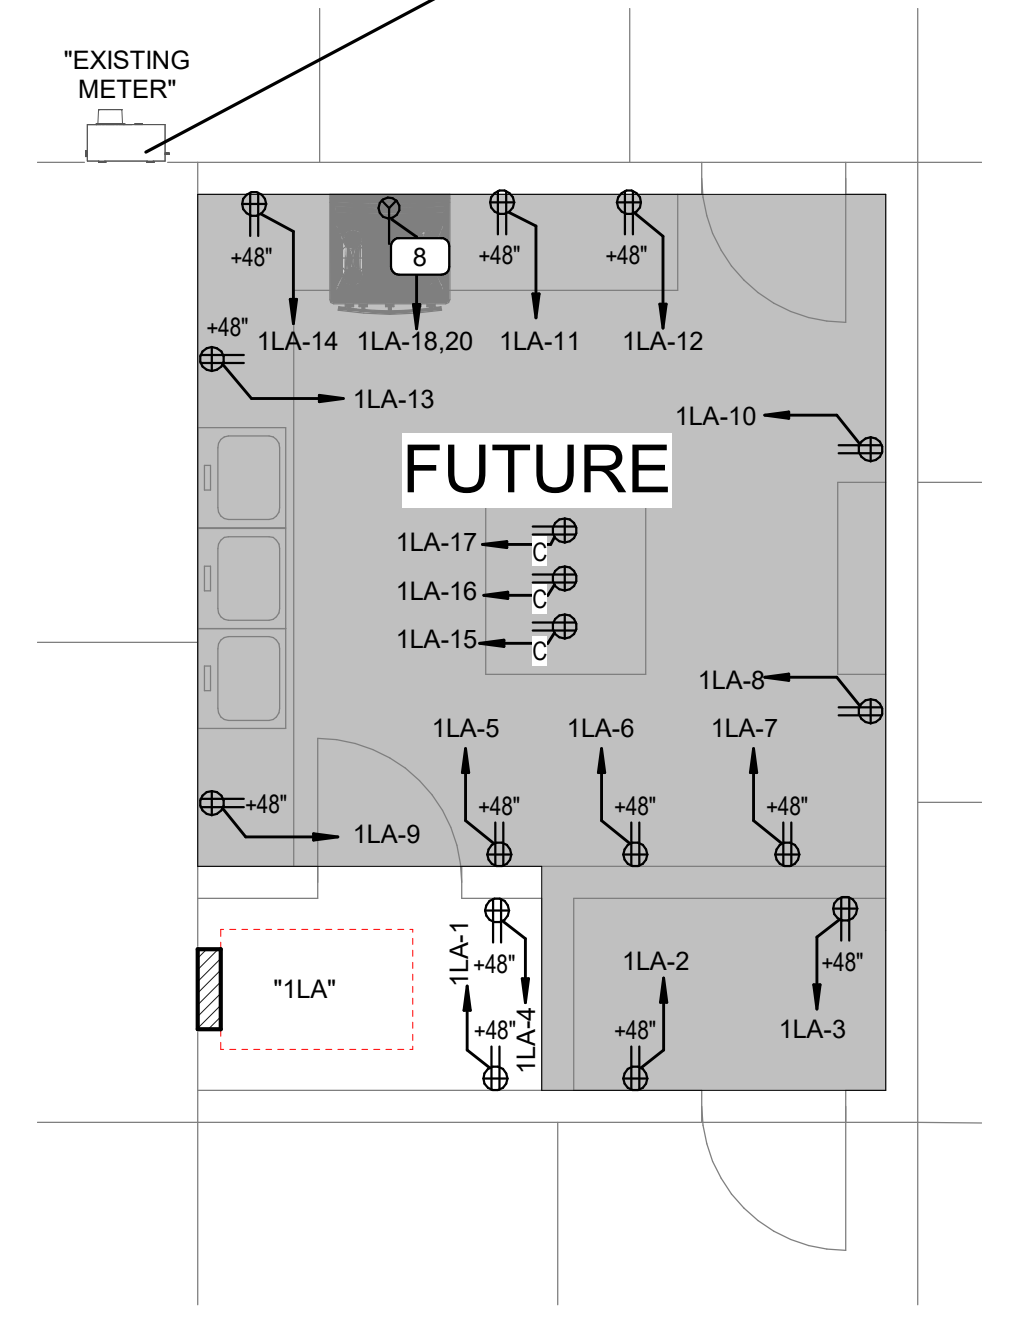 "EXISTING
METER"
+48"
8
+48"
+48"
+48"
1LA-14
1LA-18,20
1LA-11
1LA-12
1LA-13
1LA-10
FUTURE
1LA-17
C
1LA-16
C
1LA-15
C
1LA-8
1LA-5
1LA-6
1LA-7
+48"
+48"
+48"
+48"
1LA-9
1LA-1
+48"
1LA-2
+48"
"1LA"
+48"
1LA-4
+48"
1LA-3